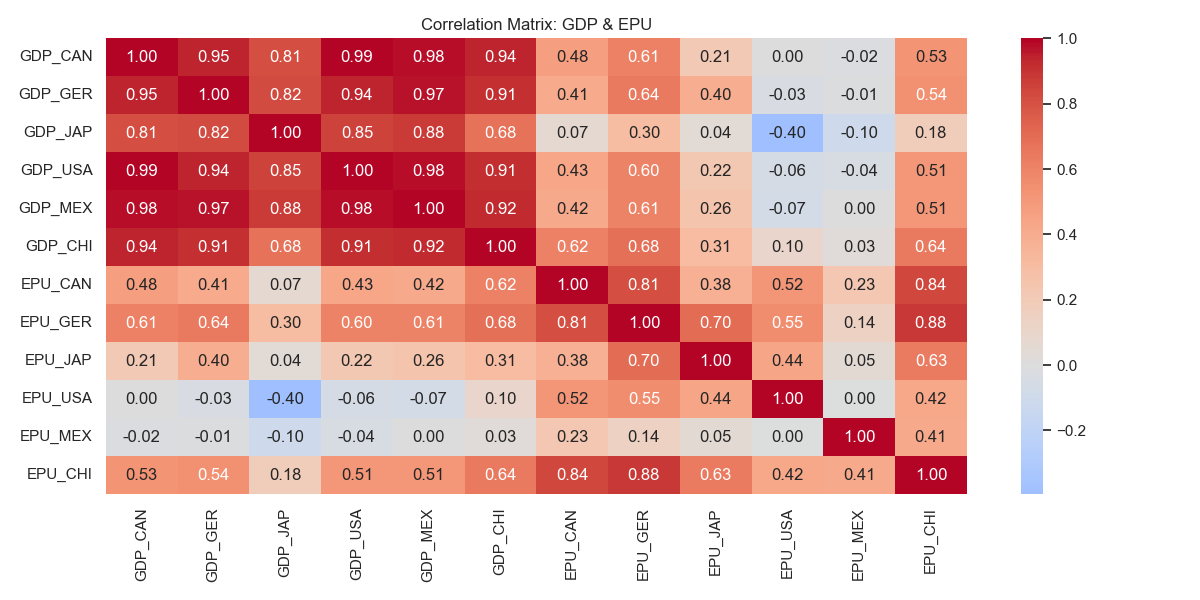 Correlation Matrix: GDP & EPU
GDP_CAN 1.00 0.95 0.81 0.99 0.98 0.94 0.48 0.61 0.21 0.00 -0.02 0.53
GDP_GER 0.95 1.00 0.82 0.94 0.97 0.91 0.41 0.64 0.40 -0.03 -0.01 0.54
GDP_JAP 0.81 0.82 1.00 0.85 0.88 0.68 0.07 0.30 0.04 -0.40 -0.10 0.18
GDP_USA 0.99 0.94 0.85 1.00 0.98 0.91 0.43 0.60 0.22 -0.06 -0.04 0.51
GDP_MEX 0.98 0.97 0.88 0.98 1.00 0.92 0.42 0.61 0.26 -0.07 0.00 0.51
GDP_CHI 0.94 0.91 0.68 0.91 0.92 1.00 0.62 0.68 0.31 0.10 0.03 0.64
EPU_CAN 0.48 0.41 0.07 0.43 0.42 0.62 1.00 0.81 0.38 0.52 0.23 0.84
EPU_GER 0.61 0.64 0.30 0.60 0.61 0.68 0.81 1.00 0.70 0.55 0.14 0.88
EPU_JAP 0.21 0.40 0.04 0.22 0.26 0.31 0.38 0.70 1.00 0.44 0.05 0.63
EPU_USA 0.00 -0.03 -0.40 -0.06 -0.07 0.10 0.52 0.55 0.44 1.00 0.00 0.42
EPU_MEX -0.02 -0.01 -0.10 -0.04 0.00 0.03 0.23 0.14 0.05 0.00 1.00 0.41
EPU_CHI 0.53 0.54 0.18 0.51 0.51 0.64 0.84 0.88 0.63 0.42 0.41 1.00
GDP_CAN GDP_GER GDP_JAP GDP_USA GDP_MEX GDP_CHI EPU_CAN EPU_GER EPU_JAP EPU_USA EPU_MEX EPU_CHI
1.0
0.8
0.6
0.4
0.2
0.0
−0.2